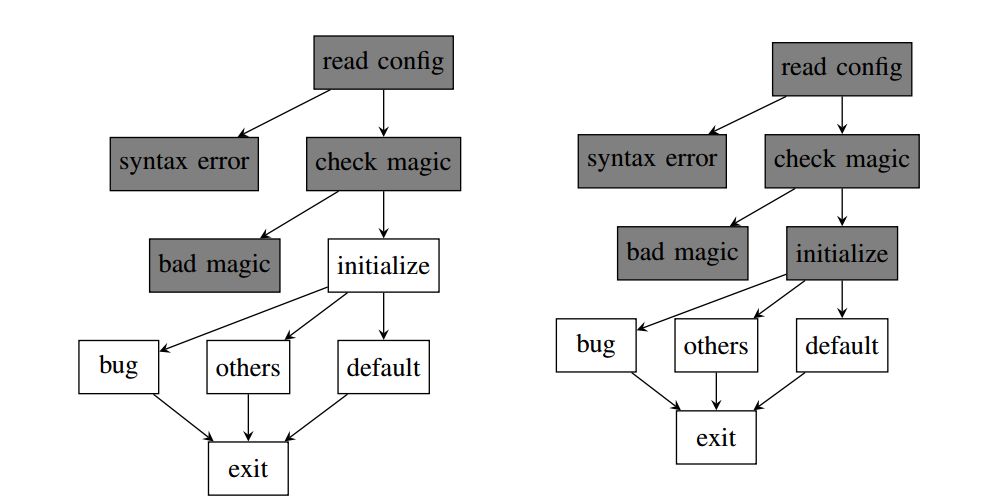 read config
syntax error
check magic
bad magic
initialize
bug
others
default
exit
read config
syntax error
check magic
bad magic
initialize
bug
others
default
exit